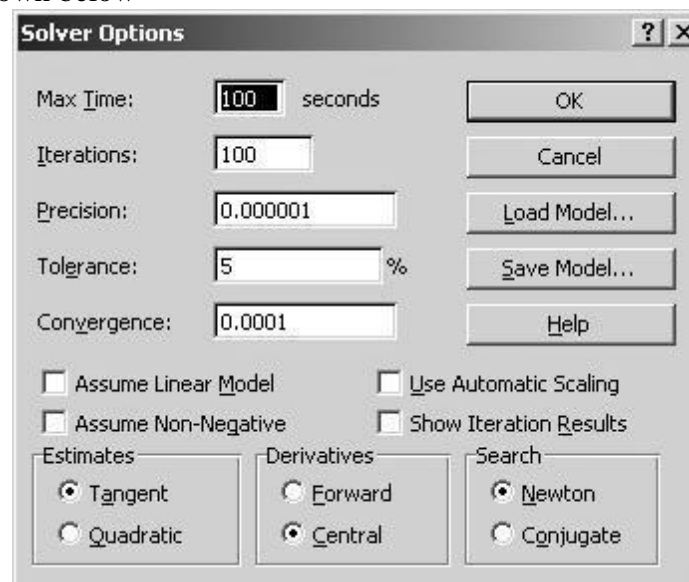 Solver Options
Max Time: 100 seconds
OK
Iterations: 100
Cancel
Precision: 0.000001
Load Model...
Tolerance: 5 %
Save Model...
Convergence: 0.0001
Help
Assume Linear Model
Use Automatic Scaling
Assume Non-Negative
Show Iteration Results
Estimates
Derivatives
Search
Tangent
Forward
Newton
Quadratic
Central
Conjugate